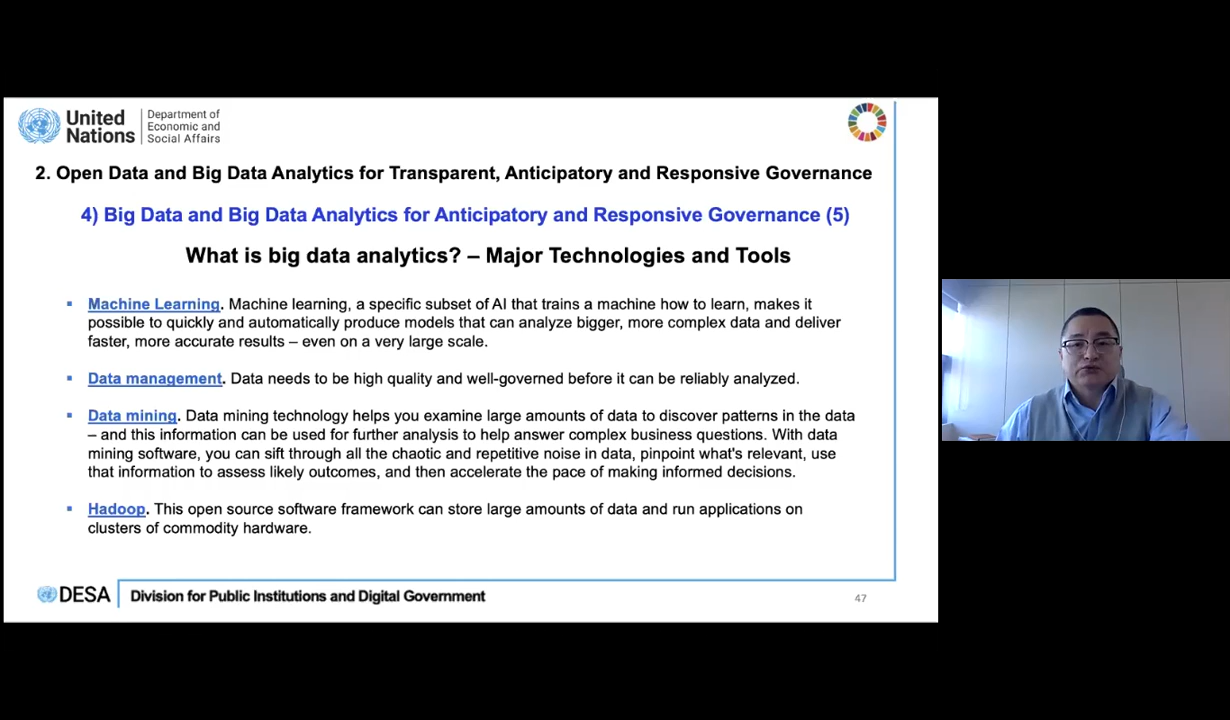 United
Nations
Department of
Economic and
Social Affairs
2. Open Data and Big Data Analytics for Transparent, Anticipatory and Responsive Governance
4) Big Data and Big Data Analytics for Anticipatory and Responsive Governance (5)
What is big data analytics? – Major Technologies and Tools
▪ Machine Learning. Machine learning, a specific subset of AI that trains a machine how to learn, makes it
possible to quickly and automatically produce models that can analyze bigger, more complex data and deliver
faster, more accurate results – even on a very large scale.
▪ Data management. Data needs to be high quality and well-governed before it can be reliably analyzed.
▪ Data mining. Data mining technology helps you examine large amounts of data to discover patterns in the data
– and this information can be used for further analysis to help answer complex business questions. With data
mining software, you can sift through all the chaotic and repetitive noise in data, pinpoint what's relevant, use
that information to assess likely outcomes, and then accelerate the pace of making informed decisions.
▪ Hadoop. This open source software framework can store large amounts of data and run applications on
clusters of commodity hardware.
DESA
Division for Public Institutions and Digital Government
47